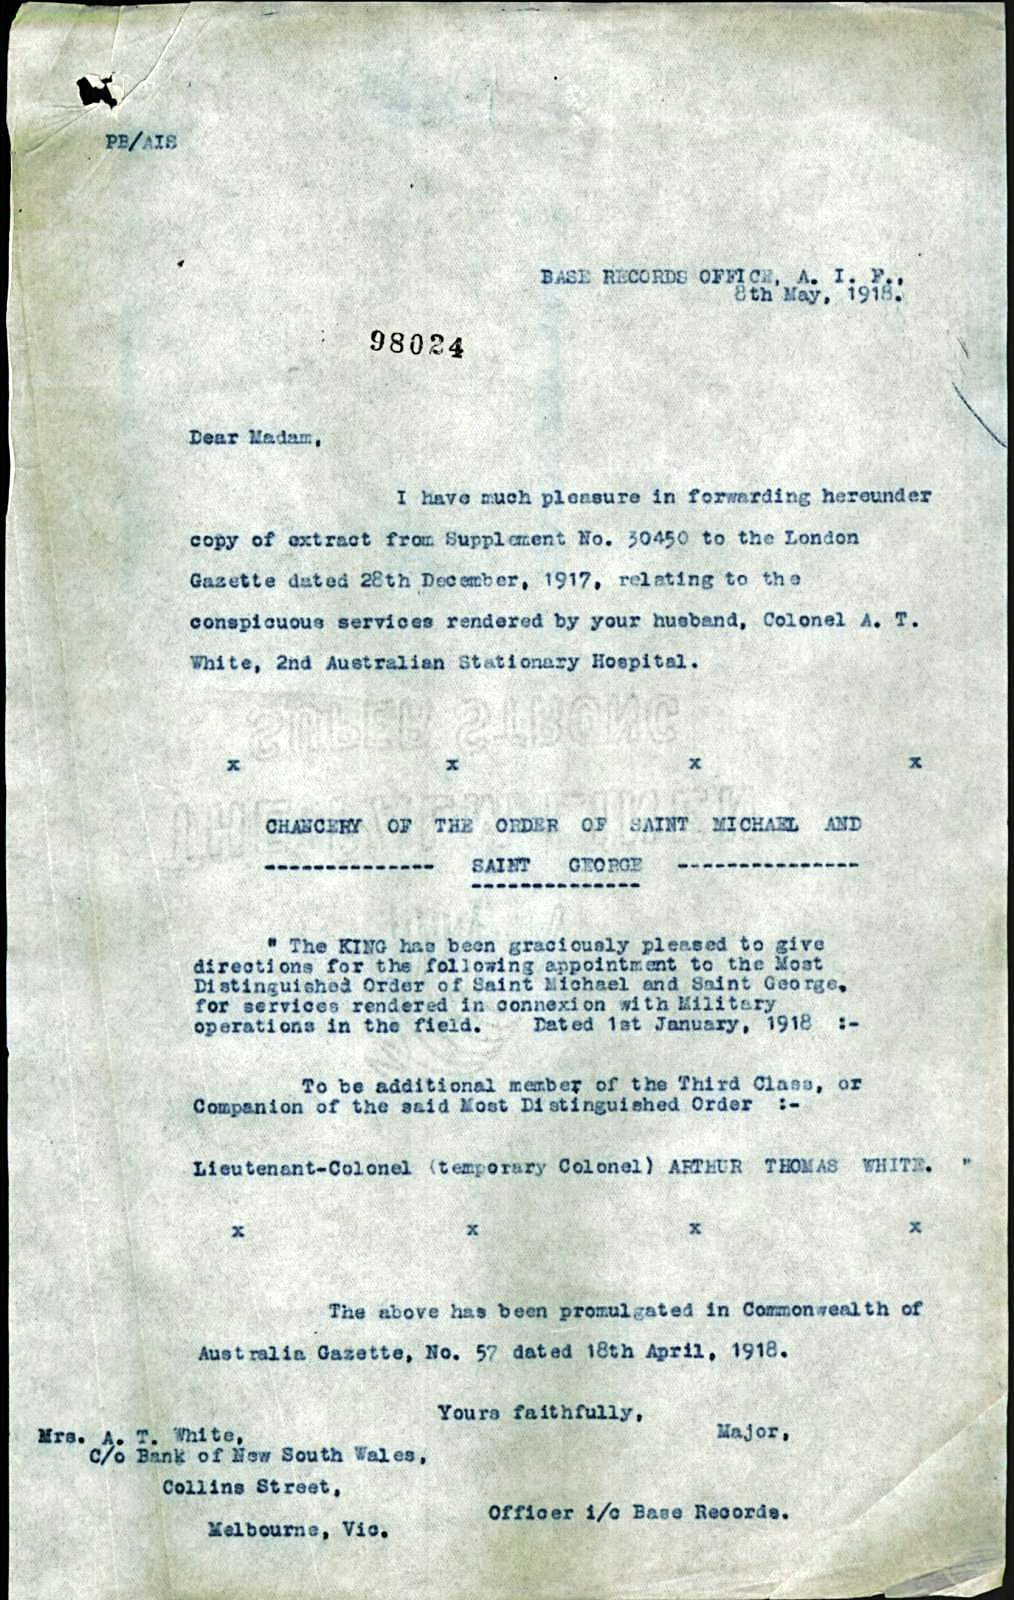 PB/AIS
BASE RECORDS OFFICE, A. I. F.,
8th May, 1918.
98024
Dear Madam,
I have much pleasure in forwarding hereunder
copy of extract from Supplement No. 30450 to the London
Gazette dated 28th December, 1917, relating to the
conspicuous services rendered by your husband, Colonel A. T.
White, 2nd Australian Stationary Hospital.
x x x x
CHANCERY OF THE ORDER OF SAINT MICHAEL AND
-------------- SAINT GEORGE ---------------
--------------
" The KING has been graciously pleased to give
directions for the following appointment to the Most
Distinguished Order of Saint Michael and Saint George,
for services rendered in connexion with Military
operations in the field. Dated 1st January, 1918 :-
To be additional member of the Third Class, or
Companion of the said Most Distinguished Order :-
Lieutenant-Colonel (temporary Colonel) ARTHUR THOMAS WHITE. "
x x x x
The above has been promulgated in Commonwealth of
Australia Gazette, No. 57 dated 18th April, 1918.
Yours faithfully,
Major,
Mrs. A. T. White,
C/o Bank of New South Wales,
Collins Street,
Officer i/c Base Records.
Melbourne, Vic.